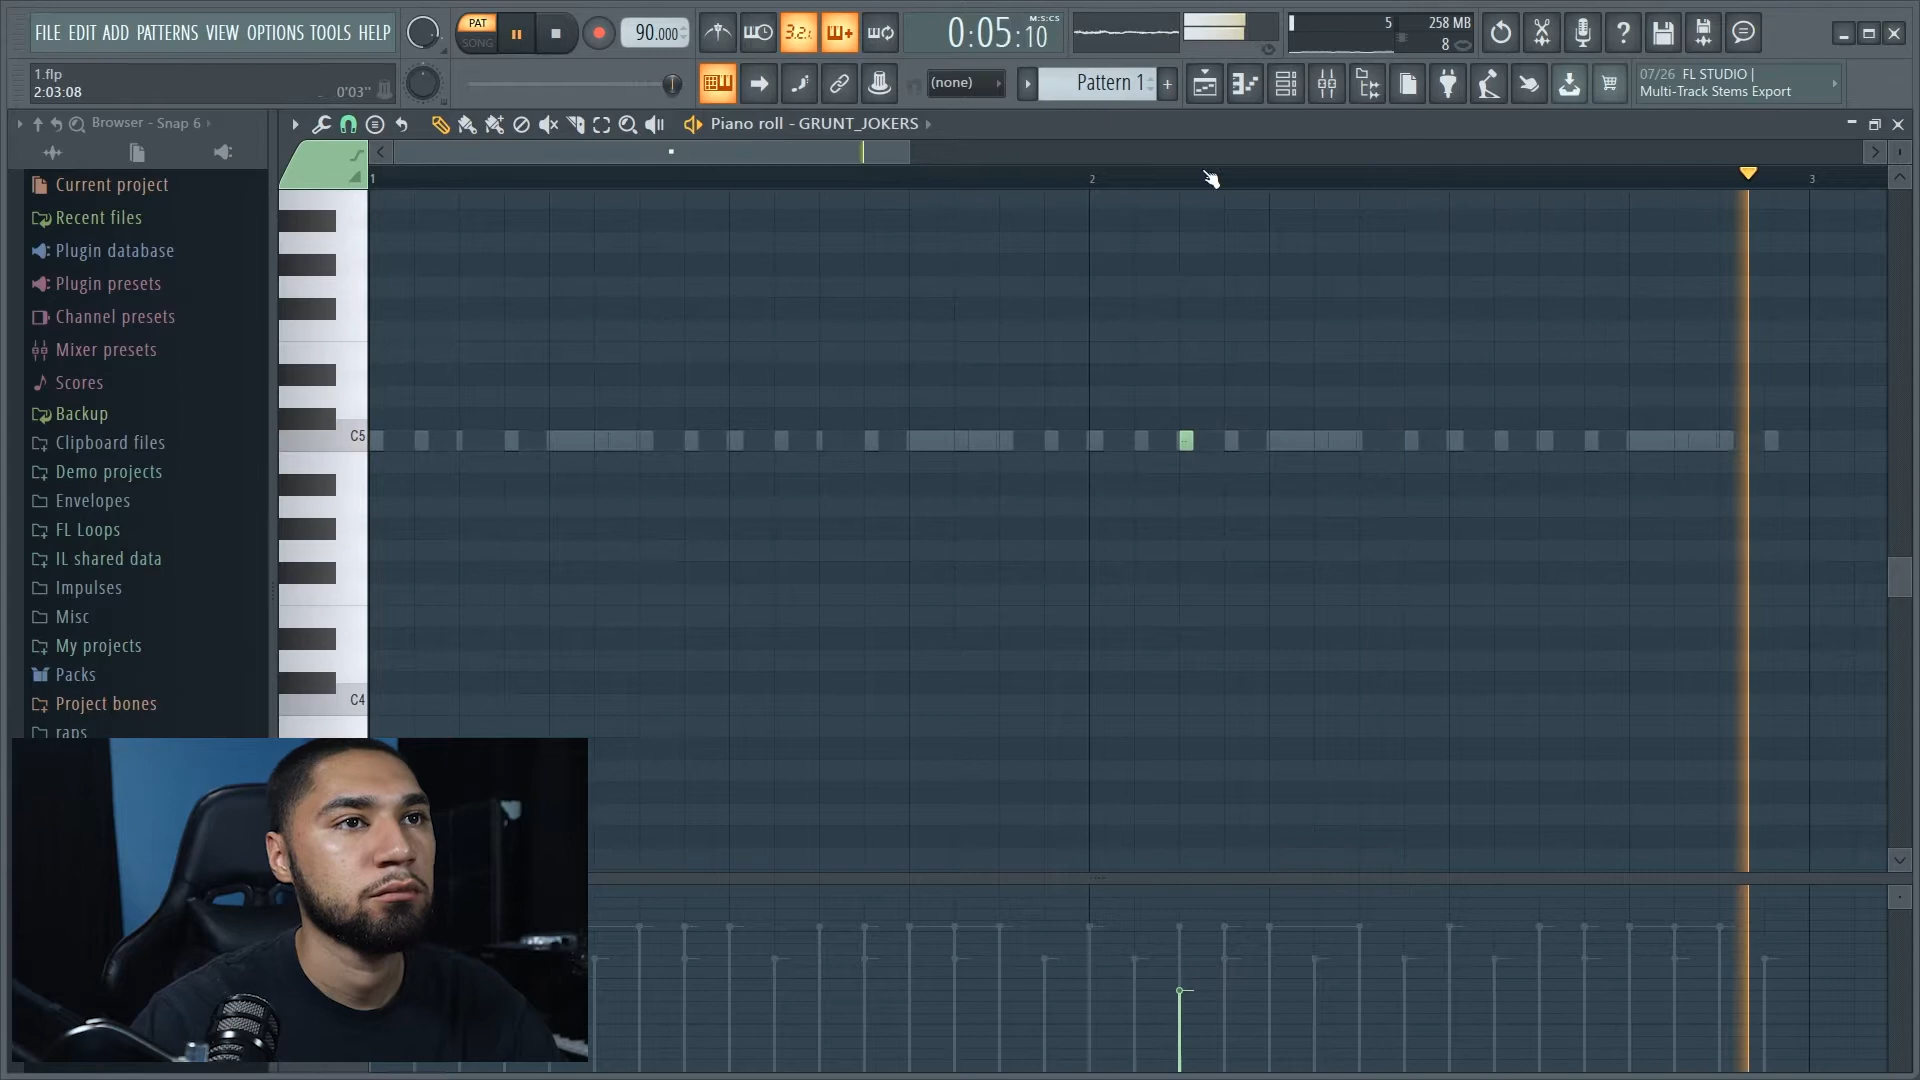 FILE EDIT ADD PATTERNS VIEW OPTIONS TOOLS HELP
PAT
SONG
90.000
3.2.
0:05:10
M:S:CS
5
258 MB
8
1.flp
2:03:08
0'03"
(none)
Pattern 1
+
07/26 FL STUDIO |
Multi-Track Stems Export
Browser - Snap 6
Piano roll - GRUNT_JOKERS
1
2
3
Current project
Recent files
Plugin database
Plugin presets
Channel presets
Mixer presets
Scores
Backup
Clipboard files
Demo projects
Envelopes
FL Loops
IL shared data
Impulses
Misc
My projects
Packs
Project bones
raps
C5
C4